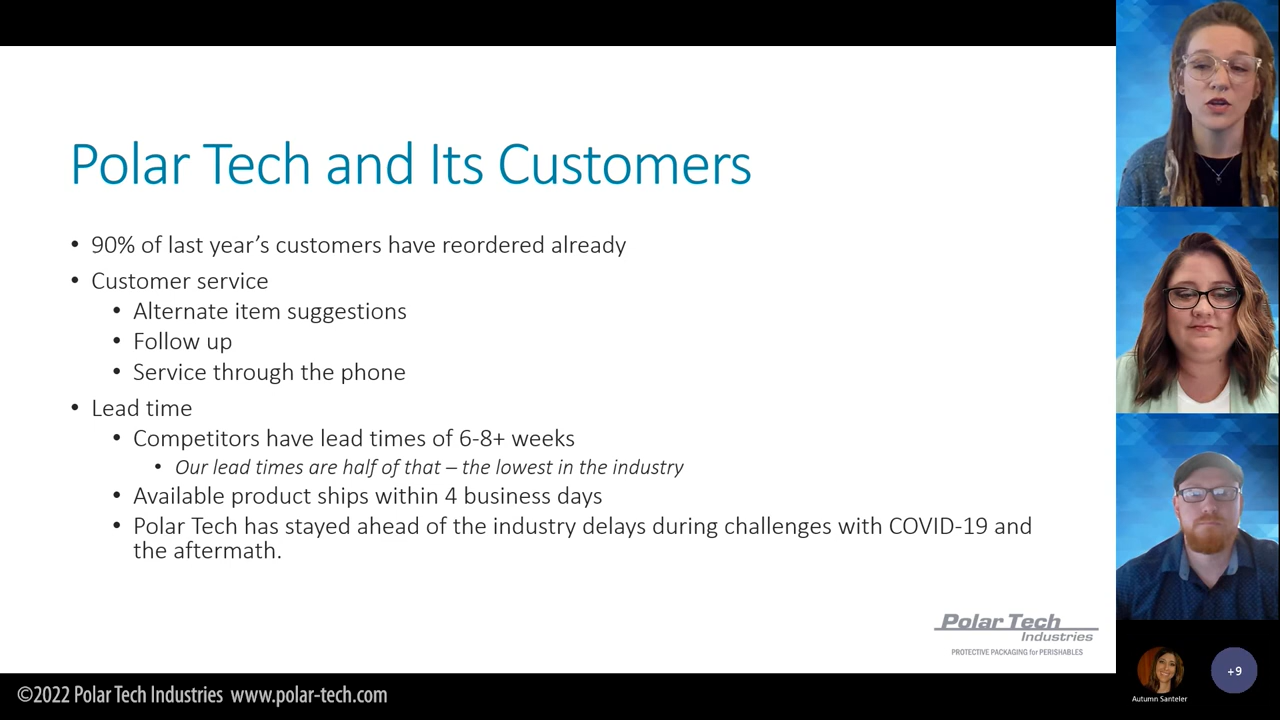 Polar Tech and Its Customers
• 90% of last year’s customers have reordered already
• Customer service
• Alternate item suggestions
• Follow up
• Service through the phone
• Lead time
• Competitors have lead times of 6-8+ weeks
• Our lead times are half of that – the lowest in the industry
• Available product ships within 4 business days
• Polar Tech has stayed ahead of the industry delays during challenges with COVID-19 and
the aftermath.
Polar Tech
Industries
PROTECTIVE PACKAGING for PERISHABLES
©2022 Polar Tech Industries www.polar-tech.com
+9
Autumn Santeler